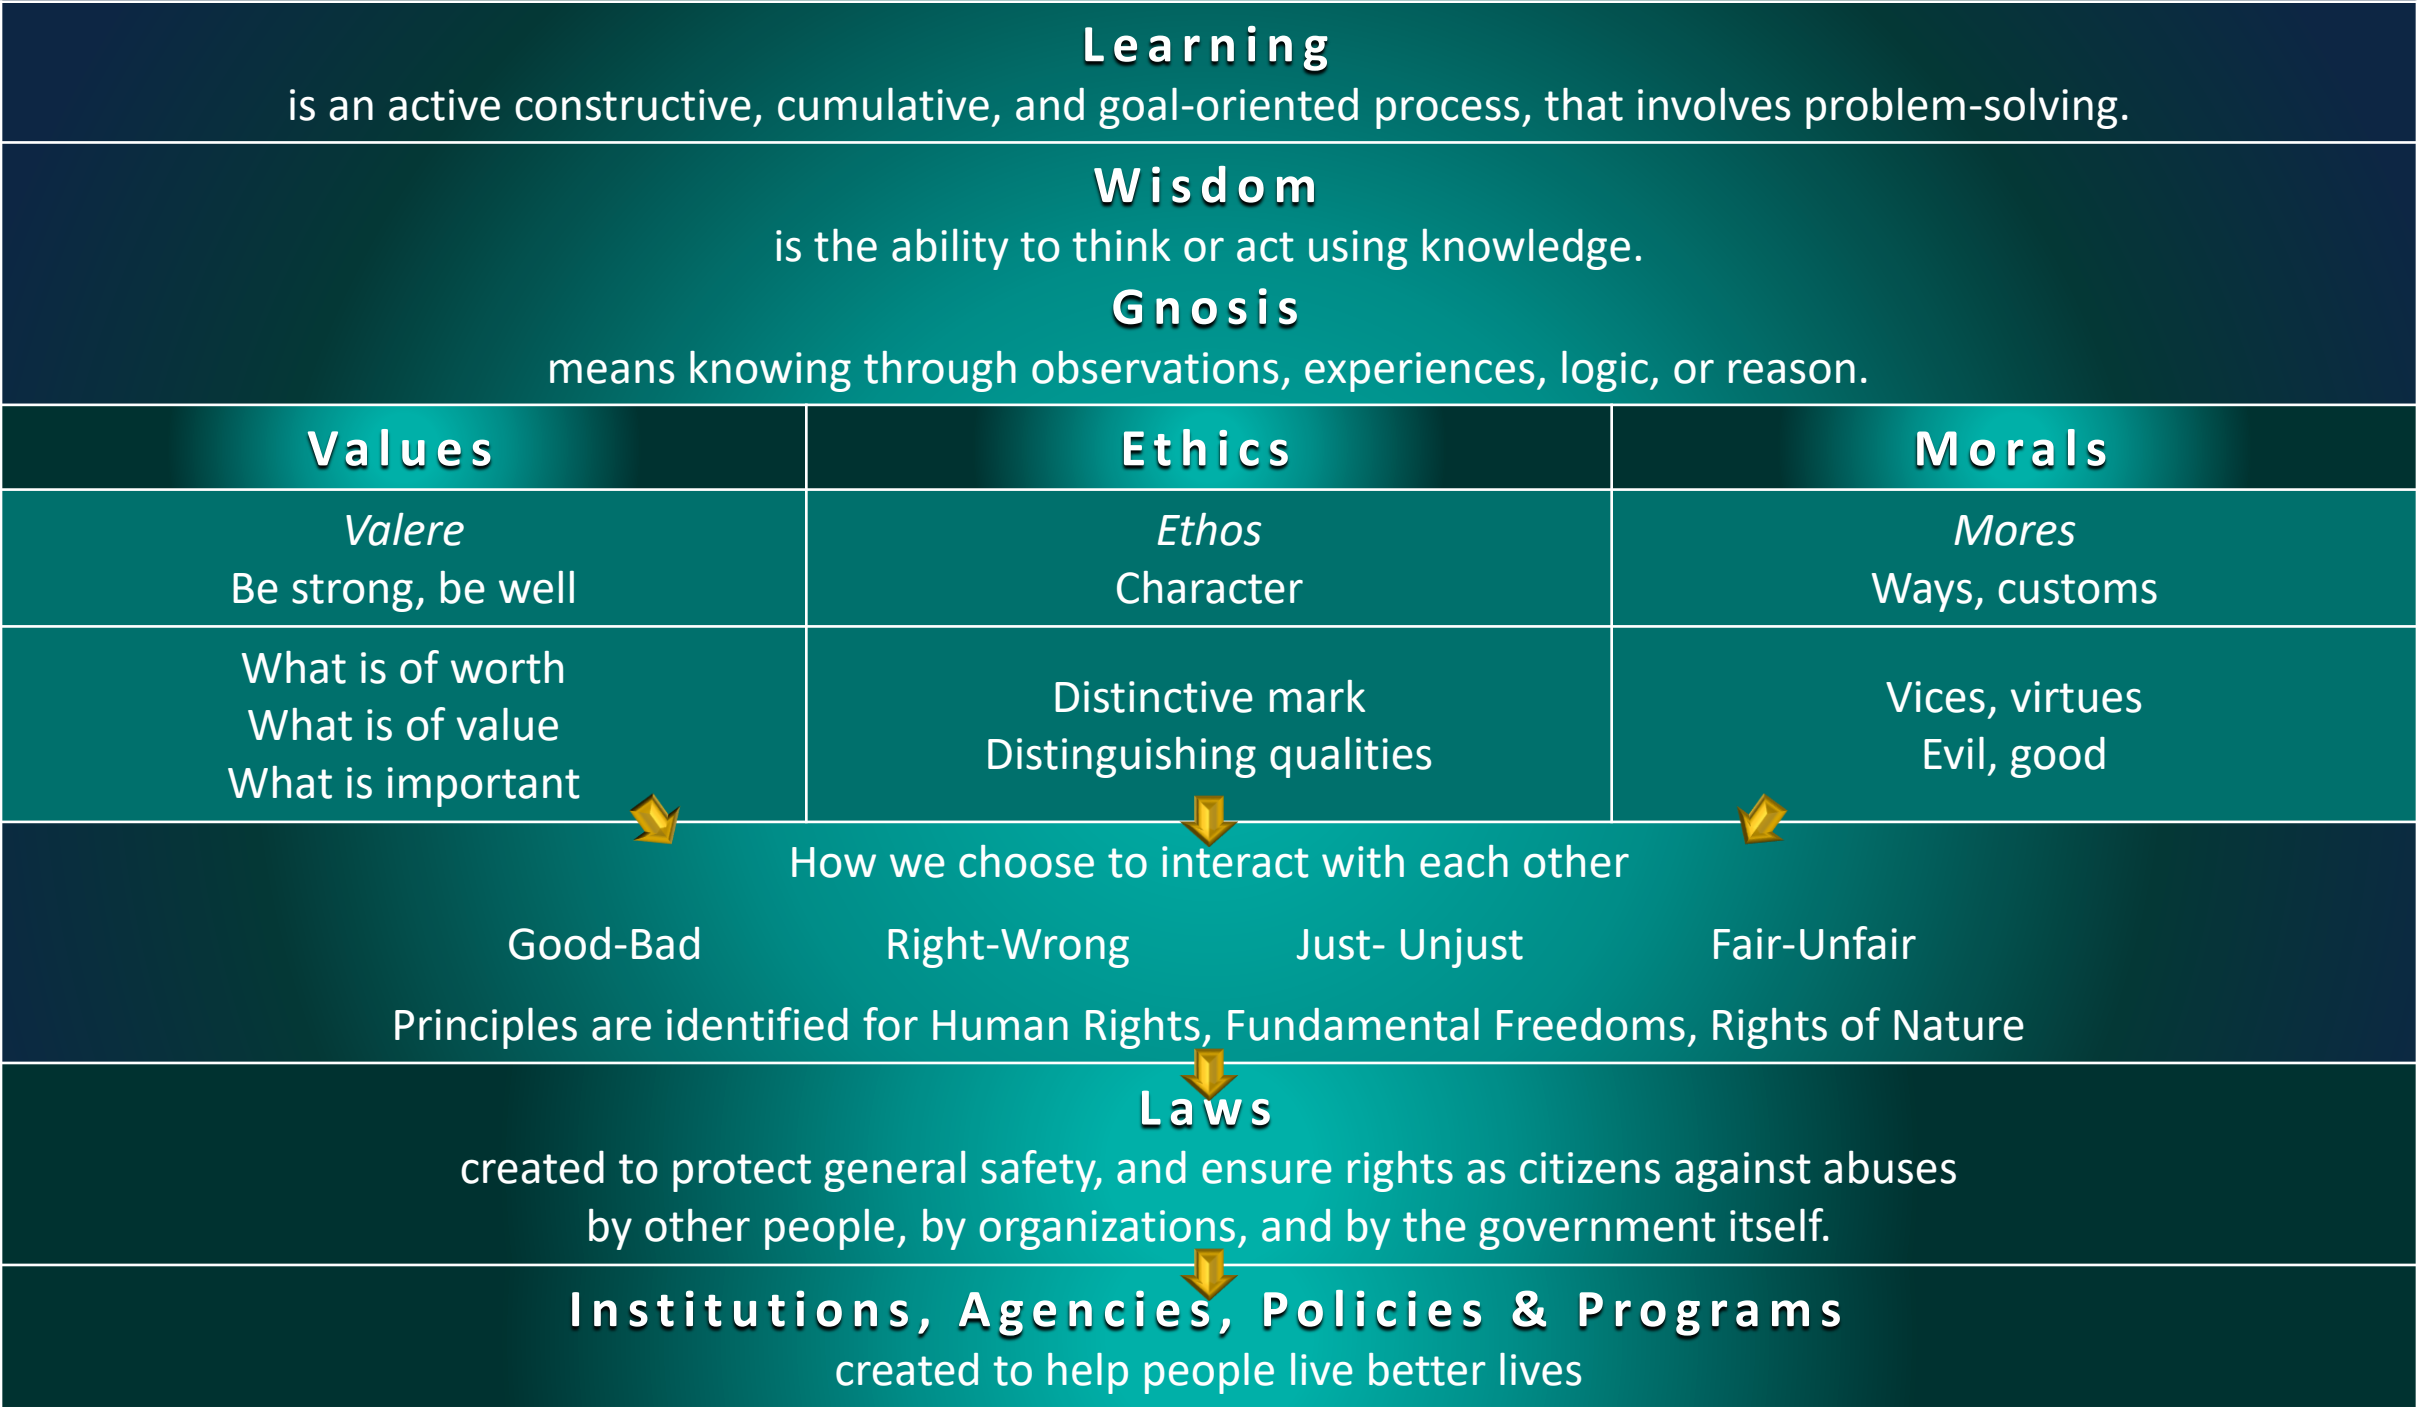 Learning
is an active constructive, cumulative, and goal-oriented process, that involves problem-solving.
Wisdom
is the ability to think or act using knowledge.
Gnosis
means knowing through observations, experiences, logic, or reason.
Values
Ethics
Morals
Valere
Be strong, be well
Ethos
Character
Mores
Ways, customs
What is of worth
What is of value
What is important
Distinctive mark
Distinguishing qualities
Vices, virtues
Evil, good
How we choose to interact with each other
Good-Bad Right-Wrong Just- Unjust Fair-Unfair
Principles are identified for Human Rights, Fundamental Freedoms, Rights of Nature
Laws
created to protect general safety, and ensure rights as citizens against abuses
by other people, by organizations, and by the government itself.
Institutions, Agencies, Policies & Programs
created to help people live better lives